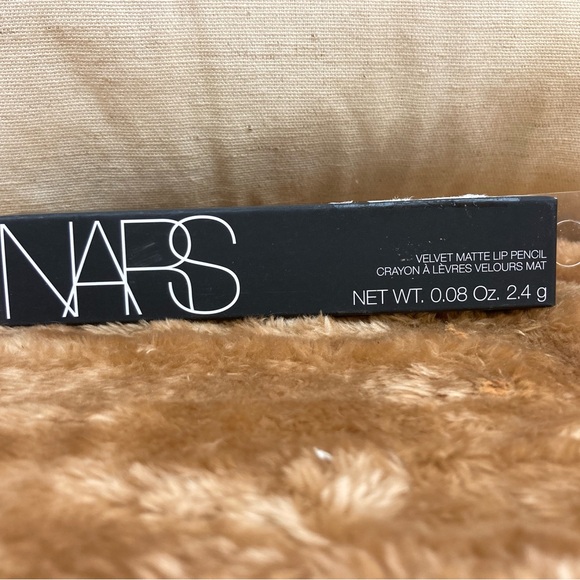 NARS
VELVET MATTE LIP PENCIL
CRAYON À LÈVRES VELOURS MAT
NET WT. 0.08 Oz. 2.4 g